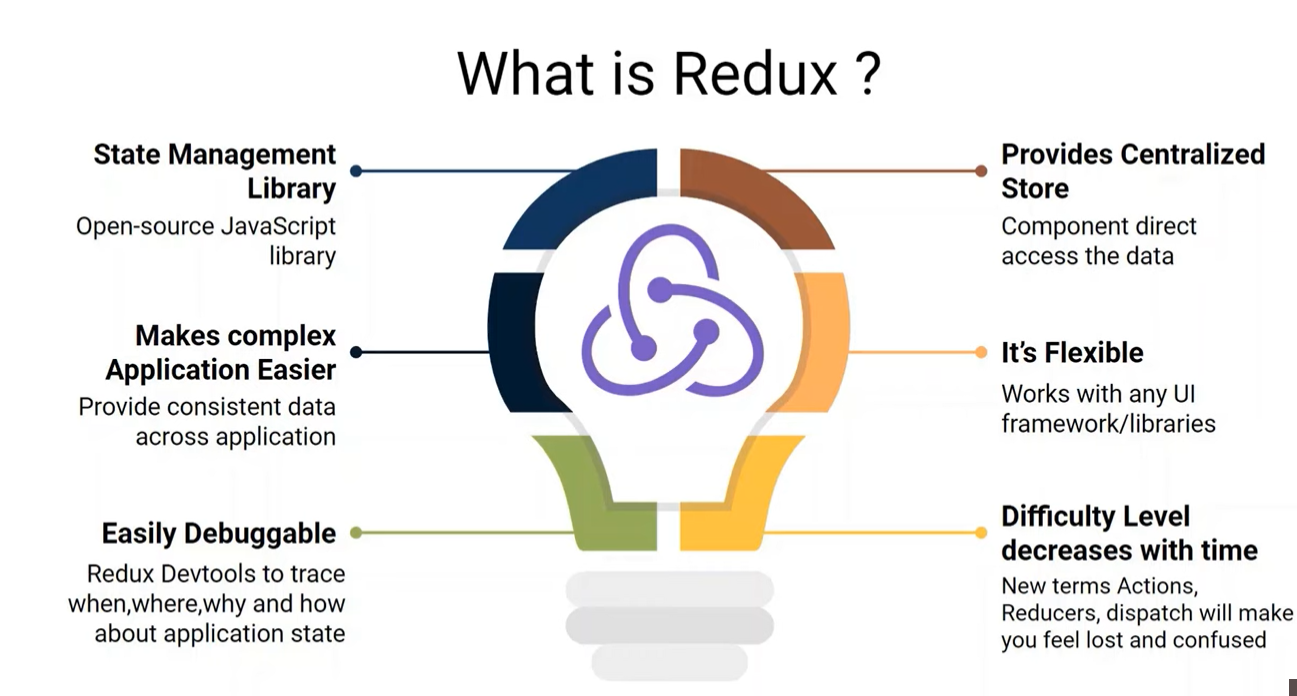 What is Redux ?
State Management
Library
Open-source JavaScript
library
Makes complex
Application Easier
Provide consistent data
across application
Easily Debuggable
Redux Devtools to trace
when,where,why and how
about application state
Provides Centralized
Store
Component direct
access the data
It’s Flexible
Works with any UI
framework/libraries
Difficulty Level
decreases with time
New terms Actions,
Reducers, dispatch will make
you feel lost and confused